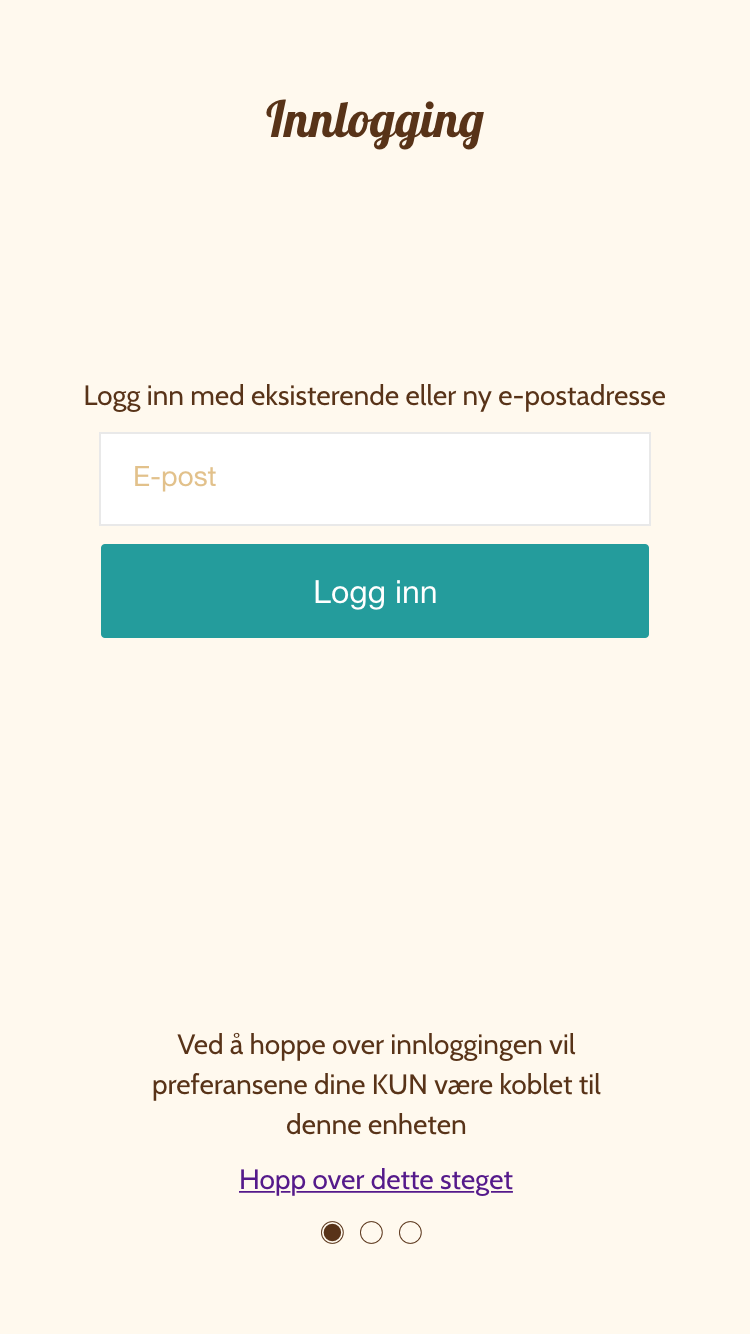 Innlogging
Logg inn med eksisterende eller ny e-postadresse
E-post
Logg inn
Ved å hoppe over innloggingen vil
preferansene dine KUN være koblet til
denne enheten
Hopp over dette steget